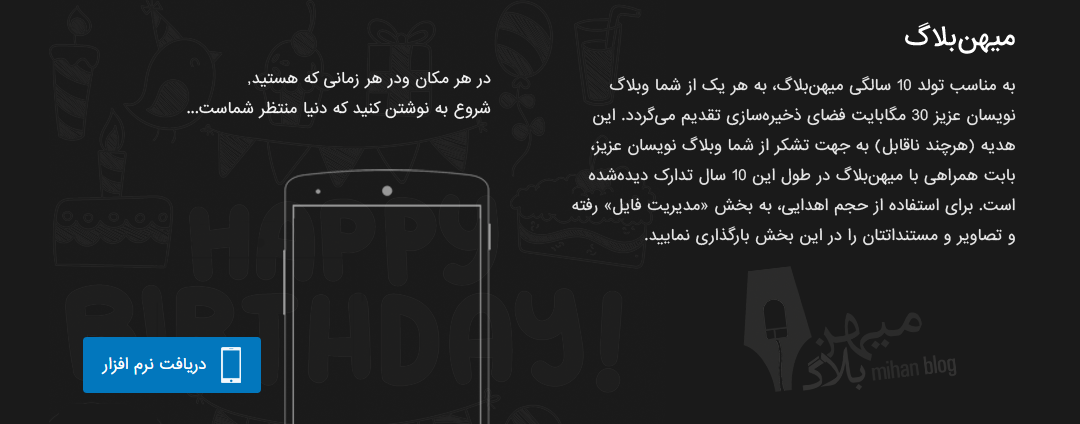 میهن‌بلاگ
به مناسب تولد 10 سالگی میهن‌بلاگ، به هر یک از شما وبلاگ
نویسان عزیز 30 مگابایت فضای ذخیره‌سازی تقدیم می‌گردد. این
هدیه (هرچند ناقابل) به جهت تشکر از شما وبلاگ نویسان عزیز،
بابت همراهی با میهن‌بلاگ در طول این 10 سال تدارک دیده‌شده
است. برای استفاده از حجم اهدایی، به بخش «مدیریت فایل» رفته
و تصاویر و مستنداتتان را در این بخش بارگذاری نمایید.
میهن
بلاگ
mihan blog
در هر مکان ودر هر زمانی که هستید,
شروع به نوشتن کنید که دنیا منتظر شماست...
HAPPY
BIRTHDAY!
دریافت نرم افزار